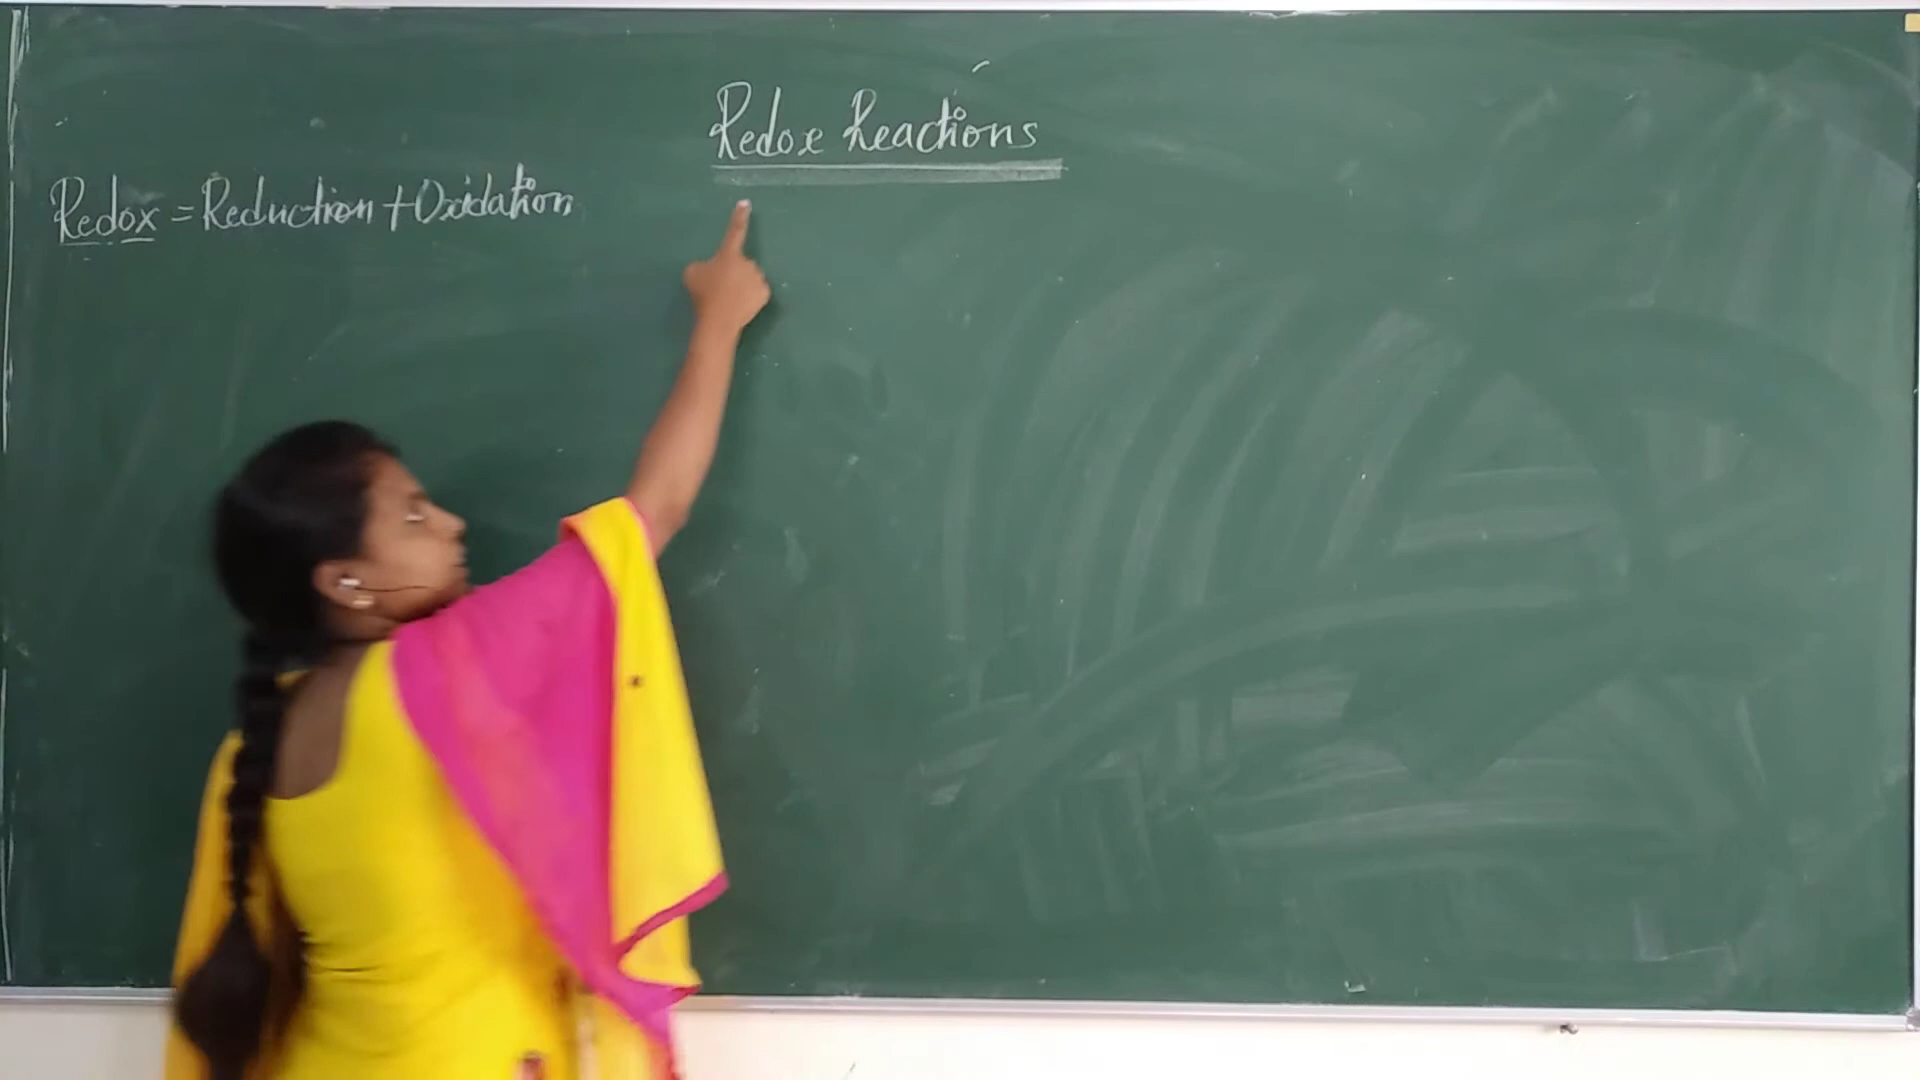 Redox Reactions
Redox = Reduction + Oxidation